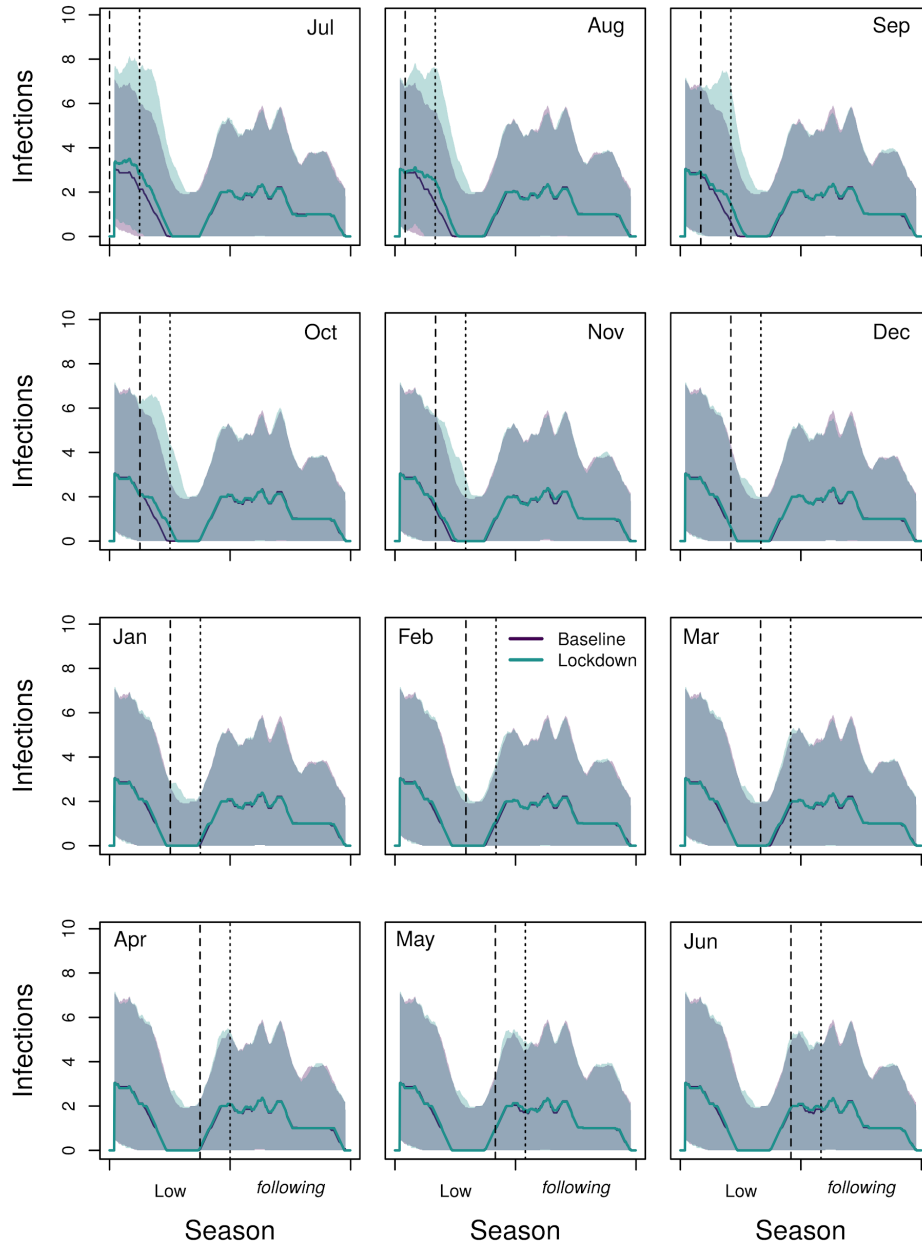 Jul Aug Sep
Infections
0 2 4 6 8 10
Oct Nov Dec
Infections
0 2 4 6 8 10
Jan Feb Mar
Baseline
Lockdown
Infections
0 2 4 6 8 10
Apr May Jun
Infections
0 2 4 6 8 10
Low following Low following Low following
Season Season Season